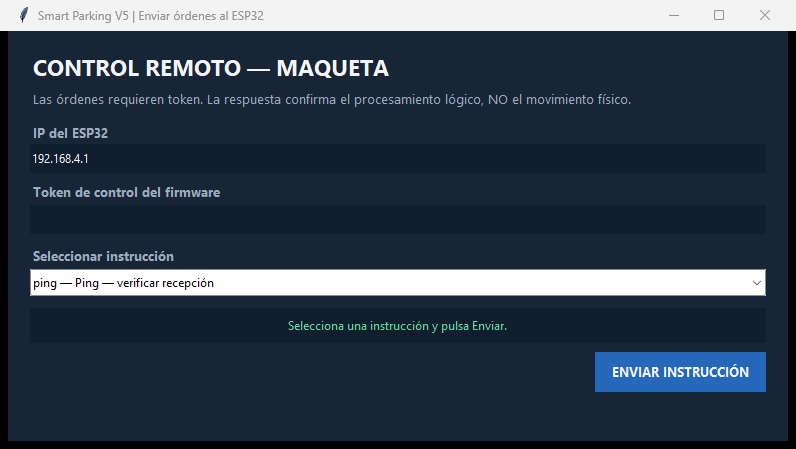 Smart Parking V5 | Enviar órdenes al ESP32
CONTROL REMOTO — MAQUETA
Las órdenes requieren token. La respuesta confirma el procesamiento lógico, NO el movimiento físico.
IP del ESP32
192.168.4.1
Token de control del firmware
Seleccionar instrucción
ping — Ping — verificar recepción
Selecciona una instrucción y pulsa Enviar.
ENVIAR INSTRUCCIÓN